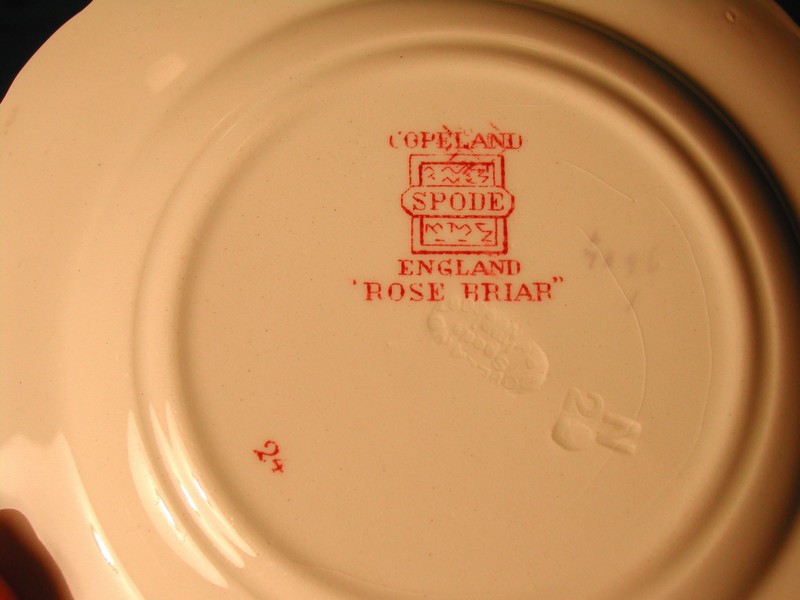 COPELAND
SPODE
ENGLAND
'ROSE BRIAR"
24
N